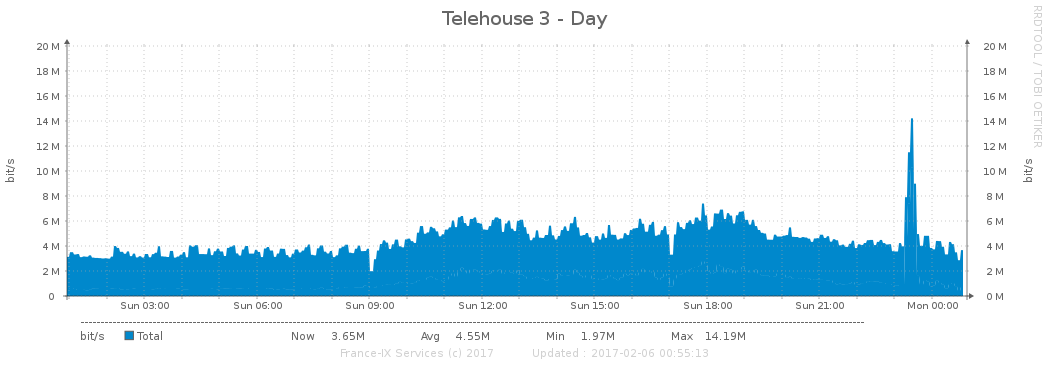 Telehouse 3 - Day
RRDTOOL / TOBI OETIKER
bit/s
bit/s
20 M 20 M
18 M 18 M
16 M 16 M
14 M 14 M
12 M 12 M
10 M 10 M
8 M 8 M
6 M 6 M
4 M 4 M
2 M 2 M
0 0 M
Sun 03:00 Sun 06:00 Sun 09:00 Sun 12:00 Sun 15:00 Sun 18:00 Sun 21:00 Mon 00:00
bit/s Total Now 3.65M Avg 4.55M Min 1.97M Max 14.19M
France-IX Services (c) 2017 Updated : 2017-02-06 00:55:13